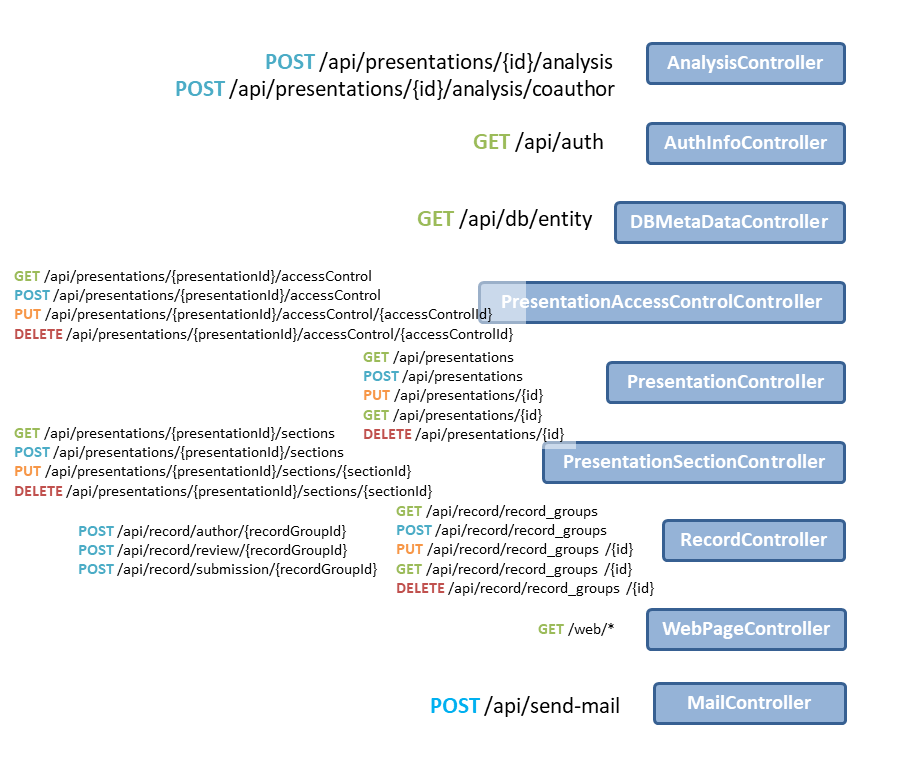 POST /api/presentations/{id}/analysis
POST /api/presentations/{id}/analysis/coauthor
AnalysisController
GET /api/auth
AuthInfoController
GET /api/db/entity
DBMetaDataController
GET /api/presentations/{presentationId}/accessControl
POST /api/presentations/{presentationId}/accessControl
PUT /api/presentations/{presentationId}/accessControl/{accessControlId}
DELETE /api/presentations/{presentationId}/accessControl/{accessControlId}
PresentationAccessControlController
GET /api/presentations
POST /api/presentations
PUT /api/presentations/{id}
GET /api/presentations/{id}
DELETE /api/presentations/{id}
PresentationController
GET /api/presentations/{presentationId}/sections
POST /api/presentations/{presentationId}/sections
PUT /api/presentations/{presentationId}/sections/{sectionId}
DELETE /api/presentations/{presentationId}/sections/{sectionId}
PresentationSectionController
POST /api/record/author/{recordGroupId}
POST /api/record/review/{recordGroupId}
POST /api/record/submission/{recordGroupId}
GET /api/record/record_groups
POST /api/record/record_groups
PUT /api/record/record_groups /{id}
GET /api/record/record_groups /{id}
DELETE /api/record/record_groups /{id}
RecordController
GET /web/*
WebPageController
POST /api/send-mail
MailController